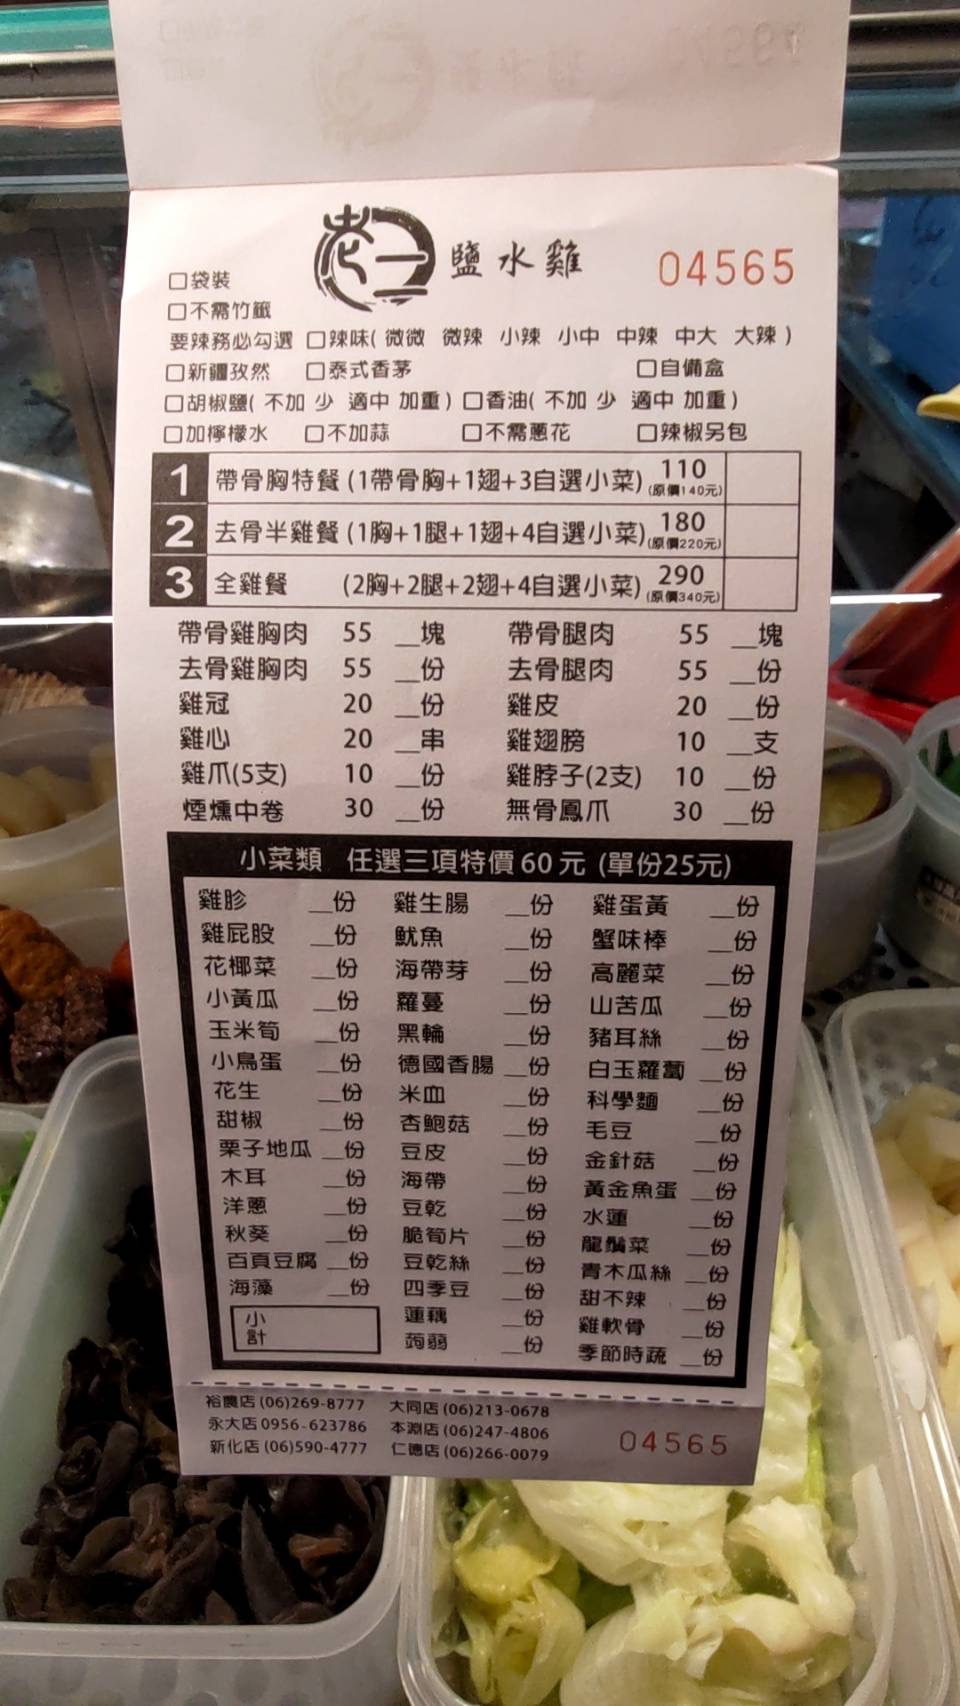 老一 鹽水雞 04565
□袋裝
□不需竹籤
要辣務必勾選 □辣味( 微微 微辣 小辣 小中 中辣 中大 大辣 )
□新疆孜然 □泰式香茅 □自備盒
□胡椒鹽( 不加 少 適中 加重 ) □香油( 不加 少 適中 加重 )
□加檸檬水 □不加蒜 □不需蔥花 □辣椒另包
1 帶骨胸特餐 (1帶骨胸+1翅+3自選小菜) 110 (原價140元)
2 去骨半雞餐 (1胸+1腿+1翅+4自選小菜) 180 (原價220元)
3 全雞餐 (2胸+2腿+2翅+4自選小菜) 290 (原價340元)
帶骨雞胸肉 55 __塊 帶骨腿肉 55 __塊
去骨雞胸肉 55 __份 去骨腿肉 55 __份
雞冠 20 __份 雞皮 20 __份
雞心 20 __串 雞翅膀 10 __支
雞爪(5支) 10 __份 雞脖子(2支) 10 __份
煙燻中卷 30 __份 無骨鳳爪 30 __份
小菜類 任選三項特價60元 (單份25元)
雞胗 __份 雞生腸 __份 雞蛋黃 __份
雞屁股 __份 魷魚 __份 蟹味棒 __份
花椰菜 __份 海帶芽 __份 高麗菜 __份
小黃瓜 __份 蘿蔓 __份 山苦瓜 __份
玉米筍 __份 黑輪 __份 豬耳絲 __份
小鳥蛋 __份 德國香腸 __份 白玉蘿蔔 __份
花生 __份 米血 __份 科學麵 __份
甜椒 __份 杏鮑菇 __份 毛豆 __份
栗子地瓜 __份 豆皮 __份 金針菇 __份
木耳 __份 海帶 __份 黃金魚蛋 __份
洋蔥 __份 豆乾 __份 水蓮 __份
秋葵 __份 脆筍片 __份 龍鬚菜 __份
百頁豆腐 __份 豆乾絲 __份 青木瓜絲 __份
海藻 __份 四季豆 __份 甜不辣 __份
小計 蓮藕 __份 雞軟骨 __份
蒟蒻 __份 季節時蔬 __份
裕農店 (06)269-8777 大同店 (06)213-0678
永大店 0956-623786 本淵店 (06)247-4806 04565
新化店 (06)590-4777 仁德店 (06)266-0079